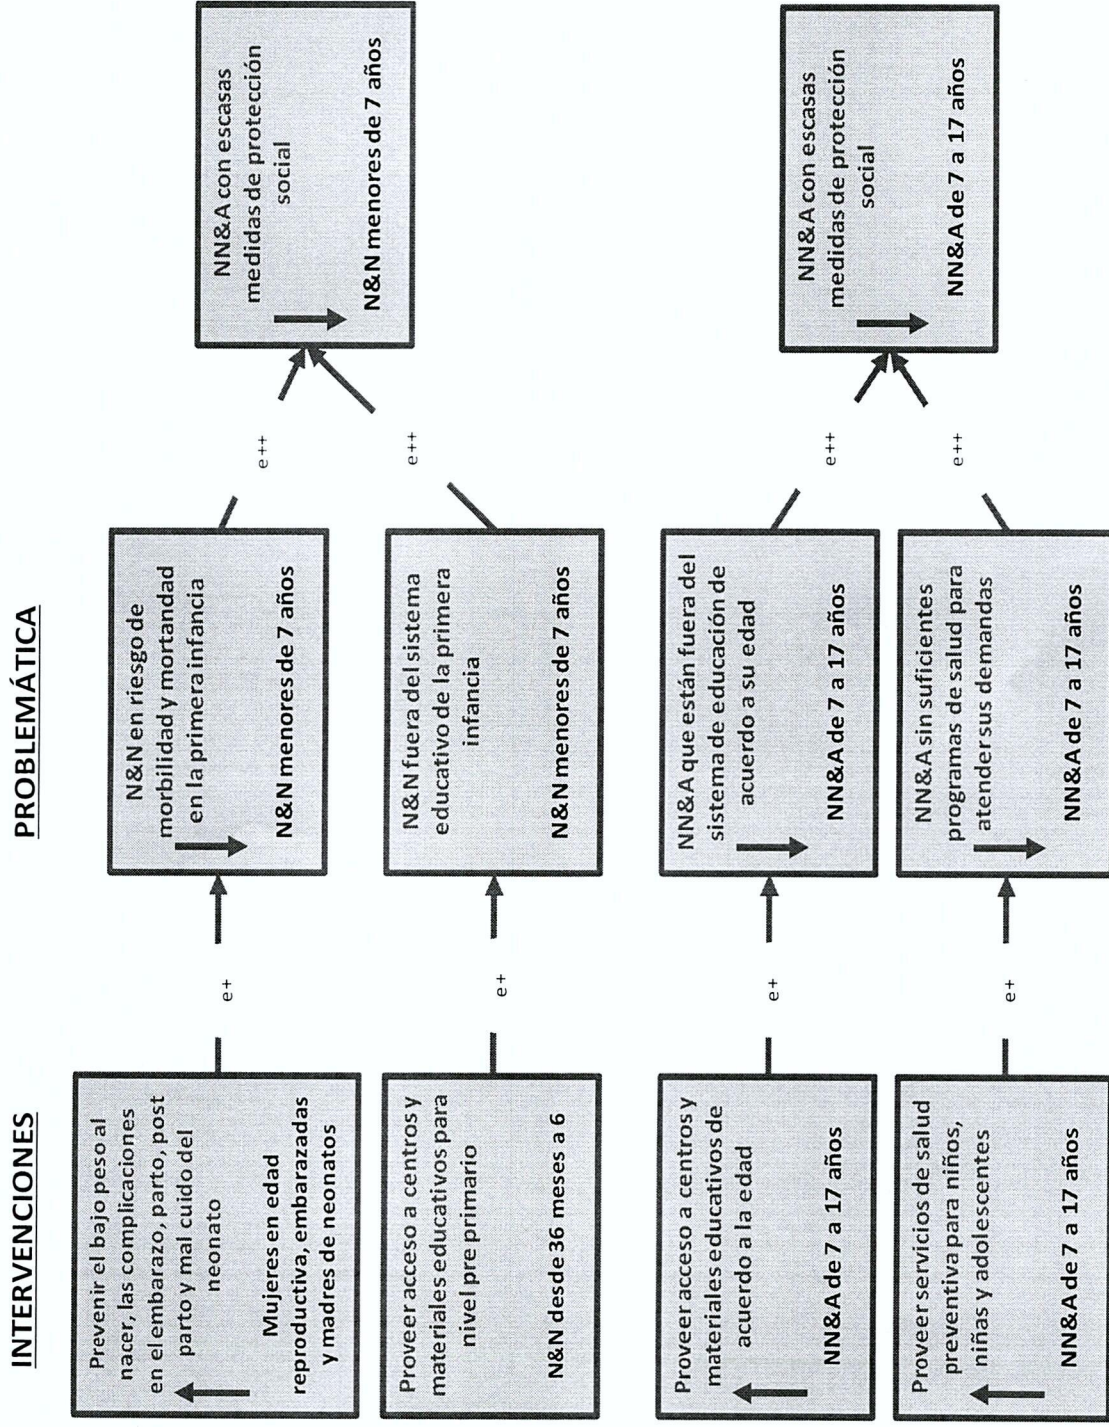 INTERVENCIONES
PROBLEMÁTICA
Prevenir el bajo peso al
nacer, las complicaciones
en el embarazo, parto, post
parto y mal cuido del
neonato
Mujeres en edad
reproductiva, embarazadas
y madres de neonatos
e+
N&N en riesgo de
morbilidad y mortandad
en la primera infancia
N&N menores de 7 años
e++
NN&A con escasas
medidas de protección
social
N&N menores de 7 años
Proveer acceso a centros y
materiales educativos para
nivel pre primario
N&N desde 36 meses a 6
e+
N&N fuera del sistema
educativo de la primera
infancia
N&N menores de 7 años
e++
Proveer acceso a centros y
materiales educativos de
acuerdo a la edad
NN&A de 7 a 17 años
e+
NN&A que están fuera del
sistema de educación de
acuerdo a su edad
NN&A de 7 a 17 años
e++
NN&A con escasas
medidas de protección
social
NN&A de 7 a 17 años
Proveer servicios de salud
preventiva para niños,
niñas y adolescentes
NN&A de 7 a 17 años
e+
NN&A sin suficientes
programas de salud para
atender sus demandas
NN&A de 7 a 17 años
e++